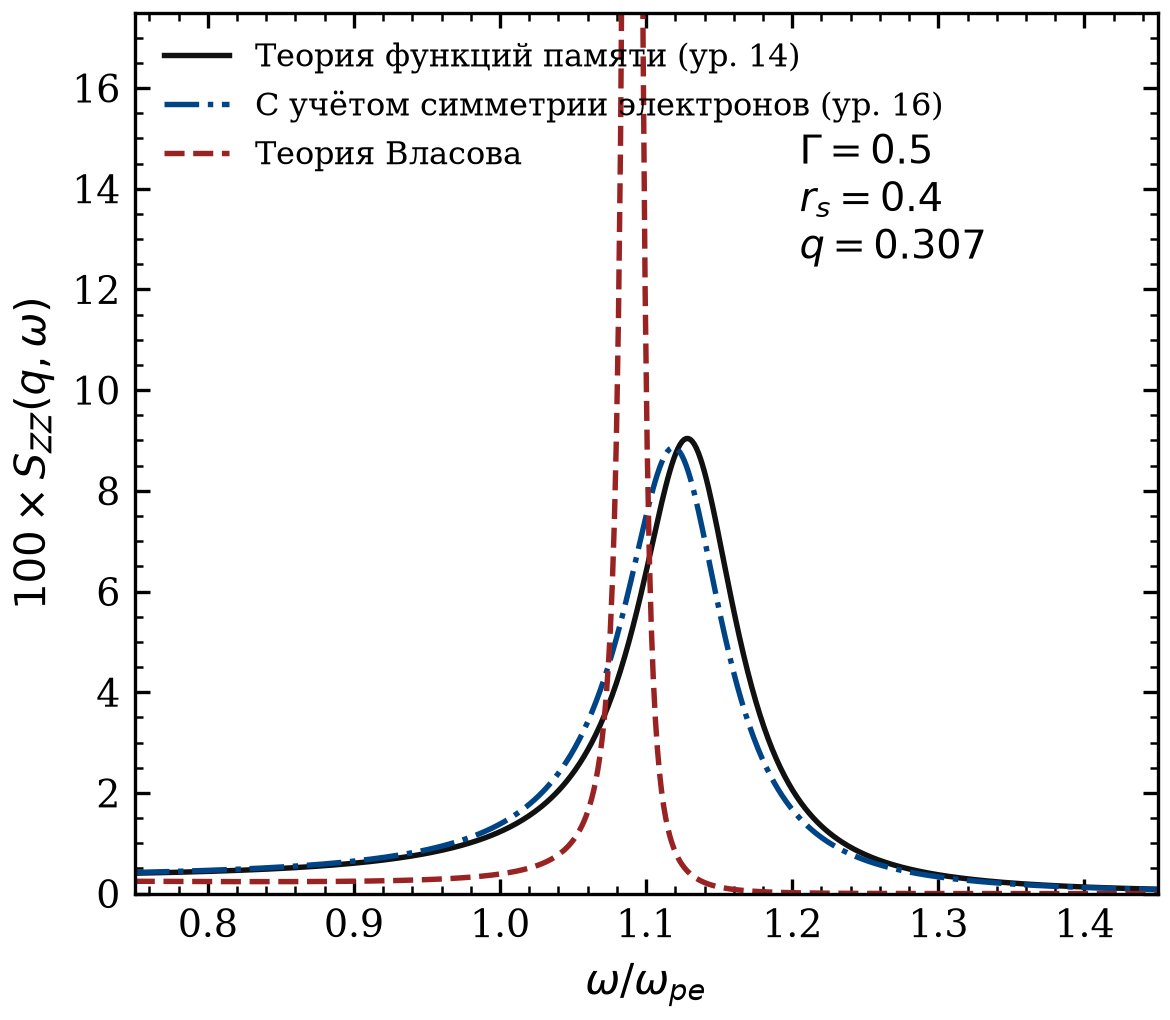 Теория функций памяти (ур. 14)
С учётом симметрии электронов (ур. 16)
Теория Власова
Γ = 0.5
r_s = 0.4
q = 0.307
100 × S_ZZ(q, ω)
16
14
12
10
8
6
4
2
0
0.8 0.9 1.0 1.1 1.2 1.3 1.4
ω/ω_pe